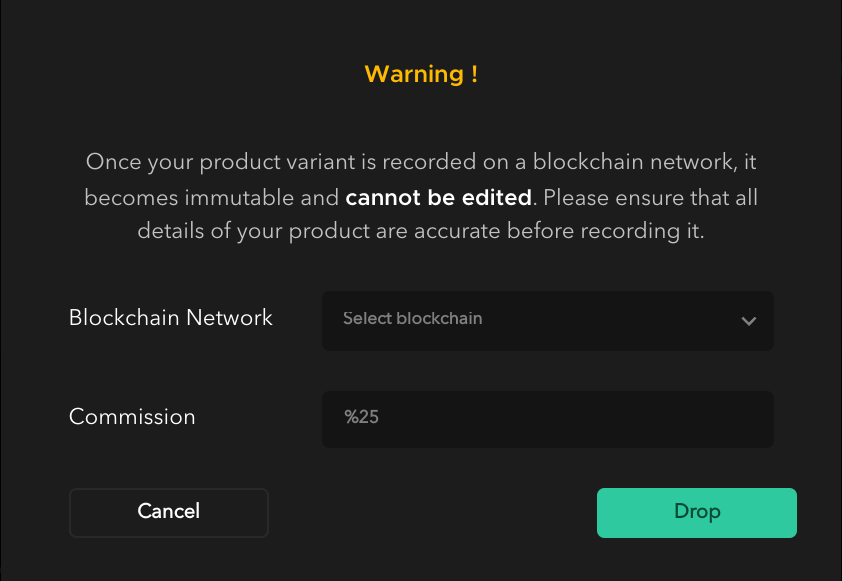 Warning !
Once your product variant is recorded on a blockchain network, it
becomes immutable and cannot be edited. Please ensure that all
details of your product are accurate before recording it.
Blockchain Network
Select blockchain
Commission
%25
Cancel
Drop